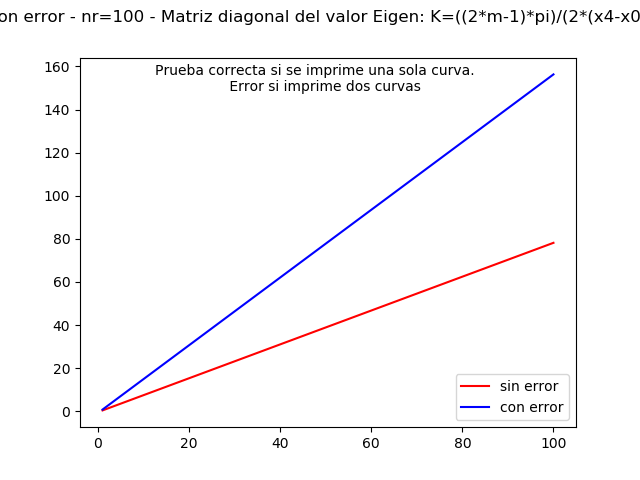 on error - nr=100 - Matriz diagonal del valor Eigen: K=((2*m-1)*pi)/(2*(x4-x0
Prueba correcta si se imprime una sola curva.
Error si imprime dos curvas
160
140
120
100
80
60
40
20
0
sin error
con error
0 20 40 60 80 100